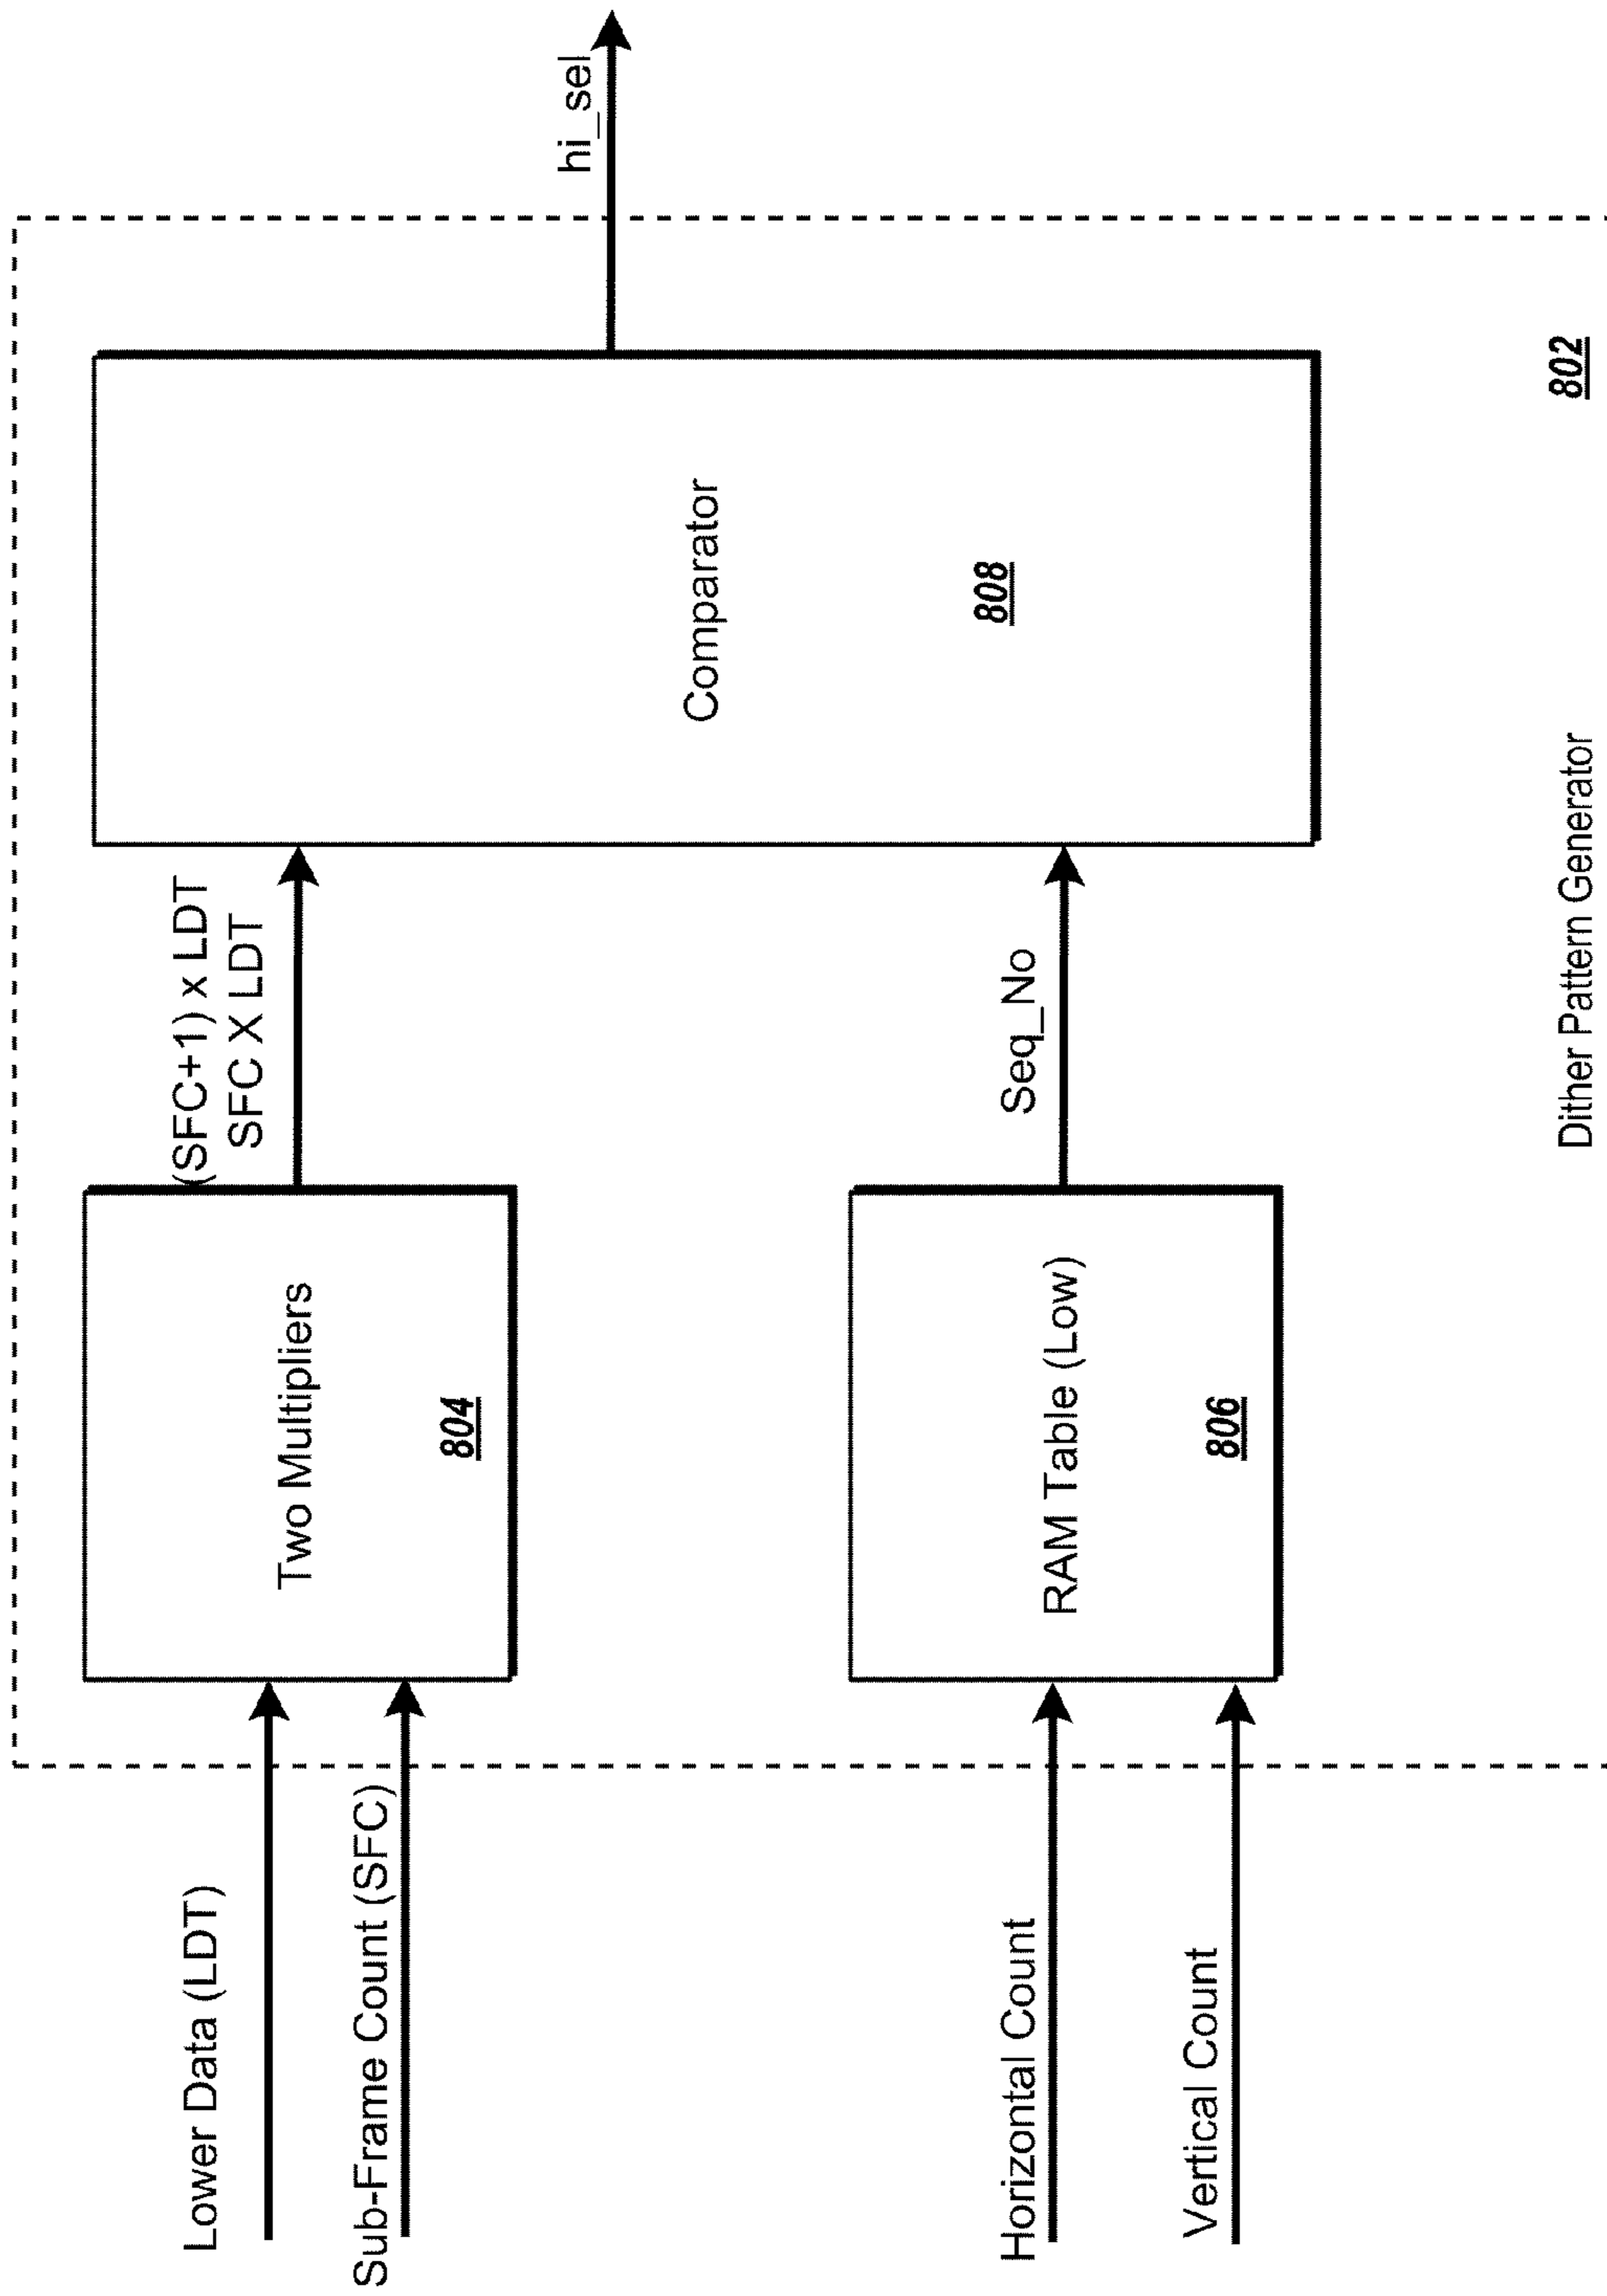 Lower Data (LDT)
Sub-Frame Count (SFC)
Horizontal Count
Vertical Count
Two Multipliers
804
RAM Table (Low)
806
(SFC+1) x LDT
SFC X LDT
Seq_No
Comparator
808
hi_sel
Dither Pattern Generator
802